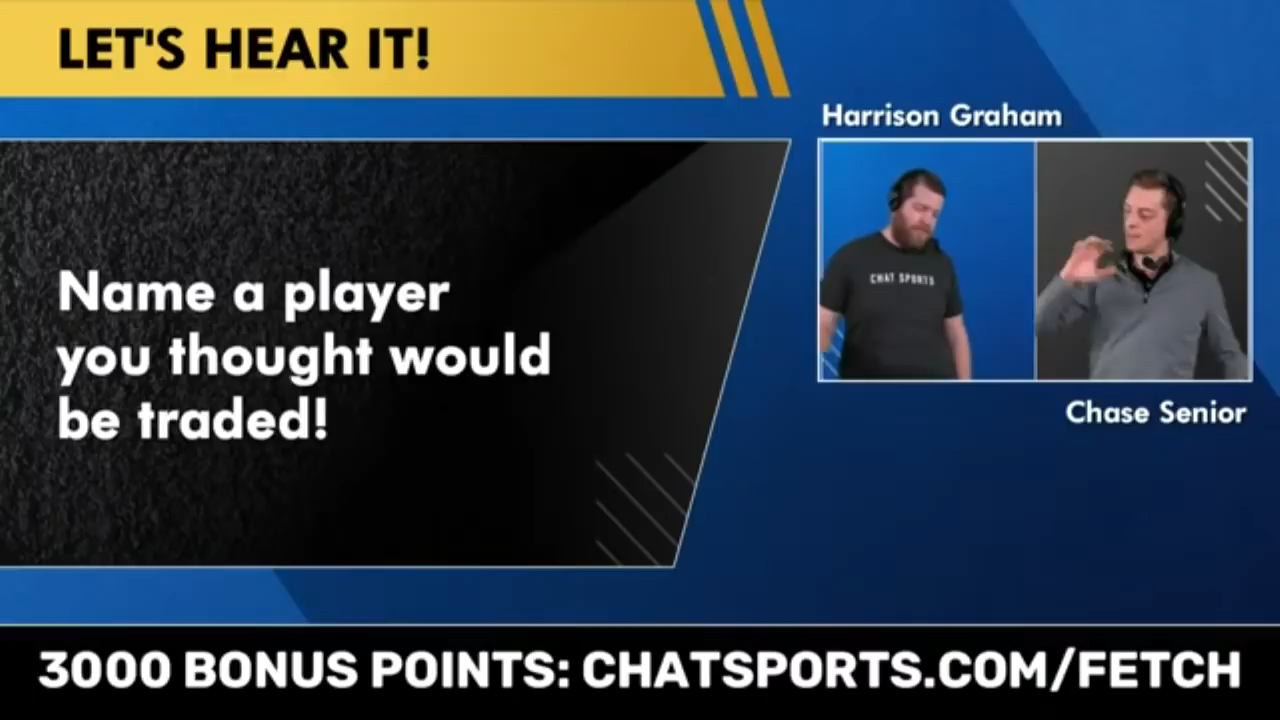 LET'S HEAR IT!
Harrison Graham
CHAT SPORTS
Name a player
you thought would
be traded!
Chase Senior
3000 BONUS POINTS: CHATSPORTS.COM/FETCH